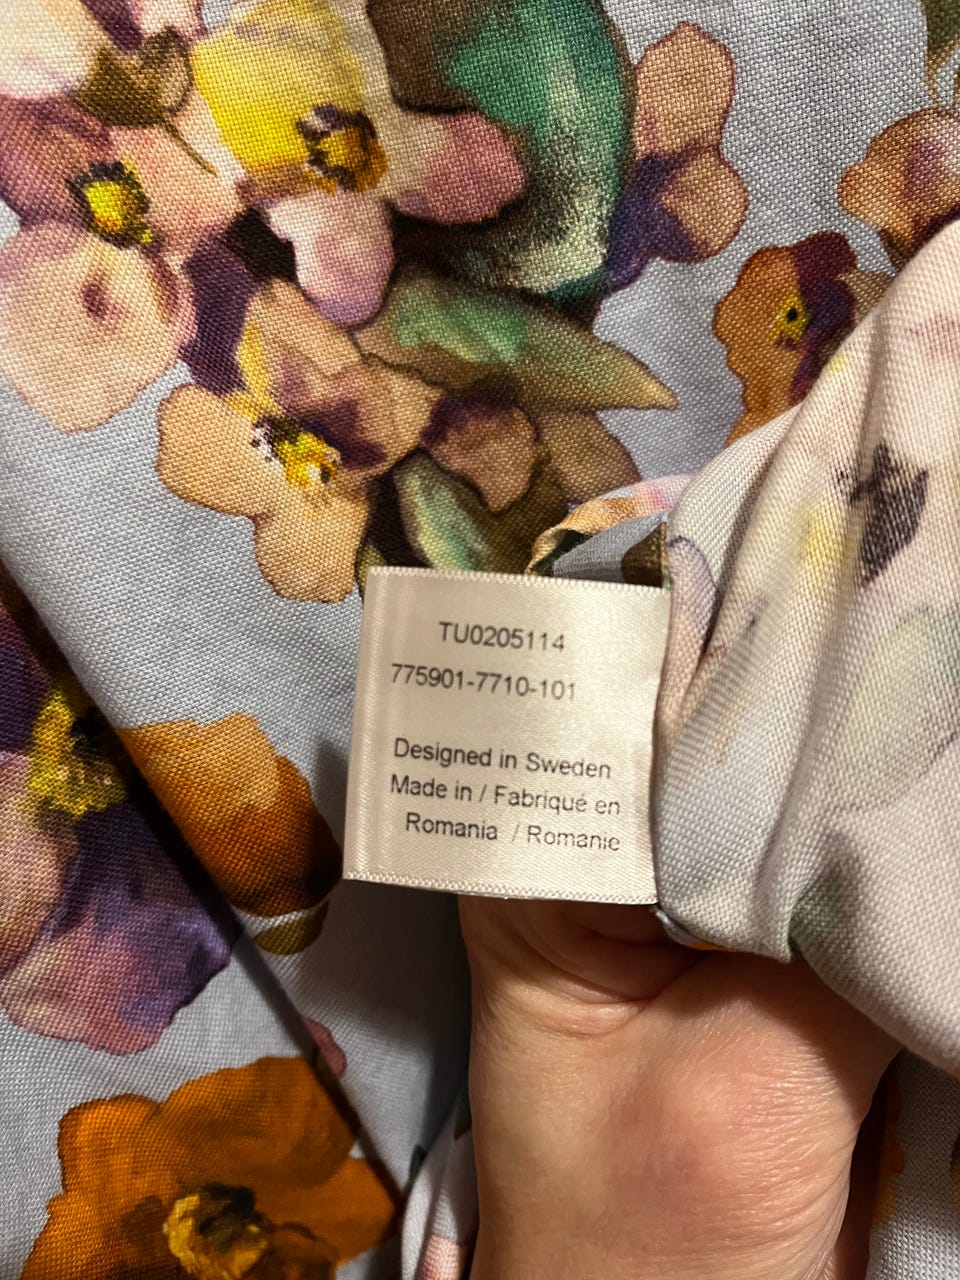 TU0205114
775901-7710-101
Designed in Sweden
Made in / Fabriqué en
Romania / Romanie